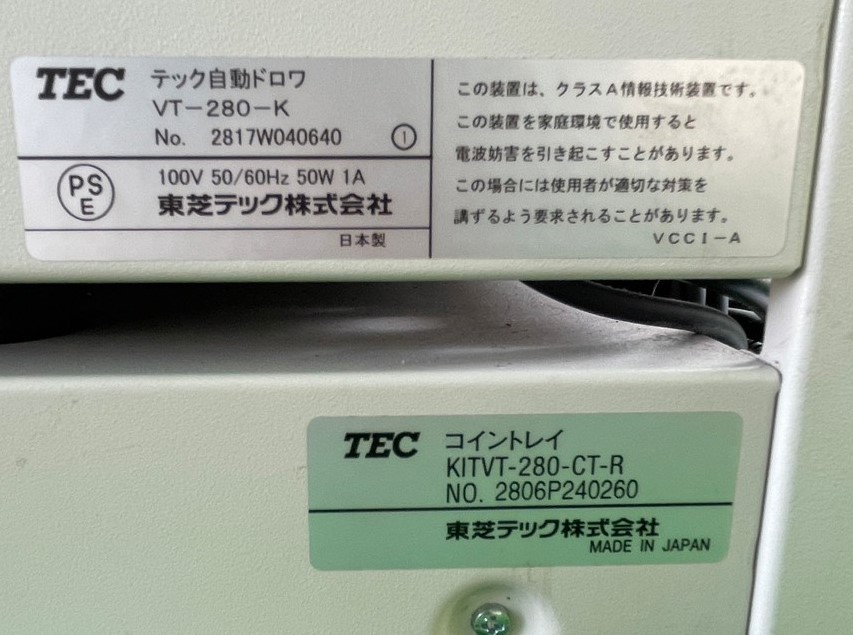 TEC テック自動ドロワ
VT-280-K
No. 2817W040640 ①
PS
E
100V 50/60Hz 50W 1A
東芝テック株式会社
日本製
この装置は、クラスA情報技術装置です。
この装置を家庭環境で使用すると
電波妨害を引き起こすことがあります。
この場合には使用者が適切な対策を
講ずるよう要求されることがあります。
VCCI-A
TEC コイントレイ
KITVT-280-CT-R
NO. 2806P240260
東芝テック株式会社
MADE IN JAPAN